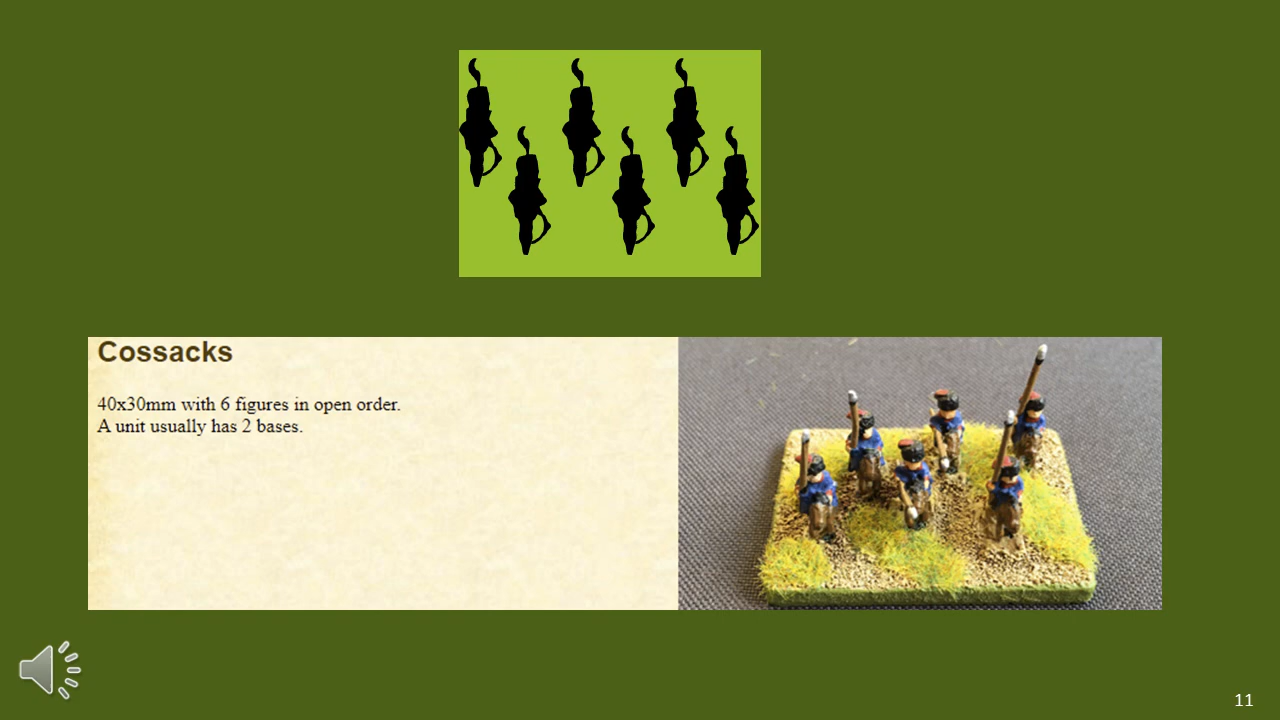 Cossacks
40x30mm with 6 figures in open order.
A unit usually has 2 bases.
11